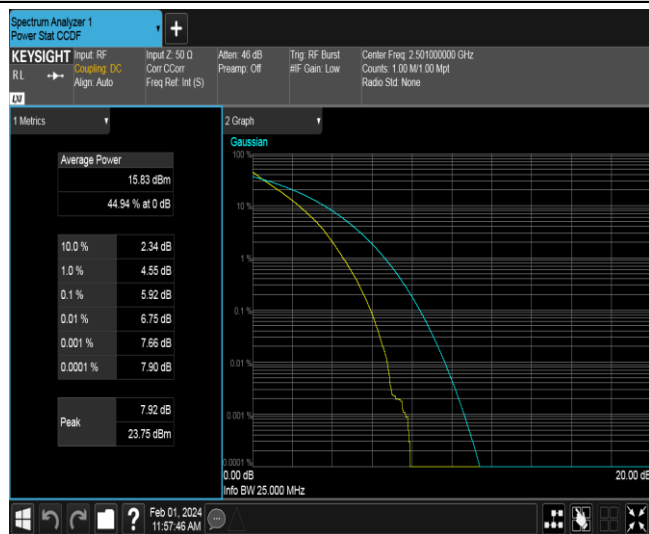 Spectrum Analyzer 1
Power Stat CCDF
+
KEYSIGHT
RL
LXI
Input: RF
Coupling: DC
Align: Auto
Input Z: 50 Ω
Corr CCorr
Freq Ref: Int (S)
Atten: 46 dB
Preamp: Off
Trig: RF Burst
#IF Gain: Low
Center Freq: 2.501000000 GHz
Counts: 1.00 M/1.00 Mpt
Radio Std: None
1 Metrics
Average Power
15.83 dBm
44.94 % at 0 dB
10.0 % 2.34 dB
1.0 % 4.55 dB
0.1 % 5.92 dB
0.01 % 6.75 dB
0.001 % 7.66 dB
0.0001 % 7.90 dB
Peak
7.92 dB
23.75 dBm
2 Graph
Gaussian
100 %
10 %
1 %
0.1 %
0.01 %
0.001 %
0.0001 %
0.00 dB
20.00 dB
Info BW 25.000 MHz
?
Feb 01, 2024
11:57:46 AM